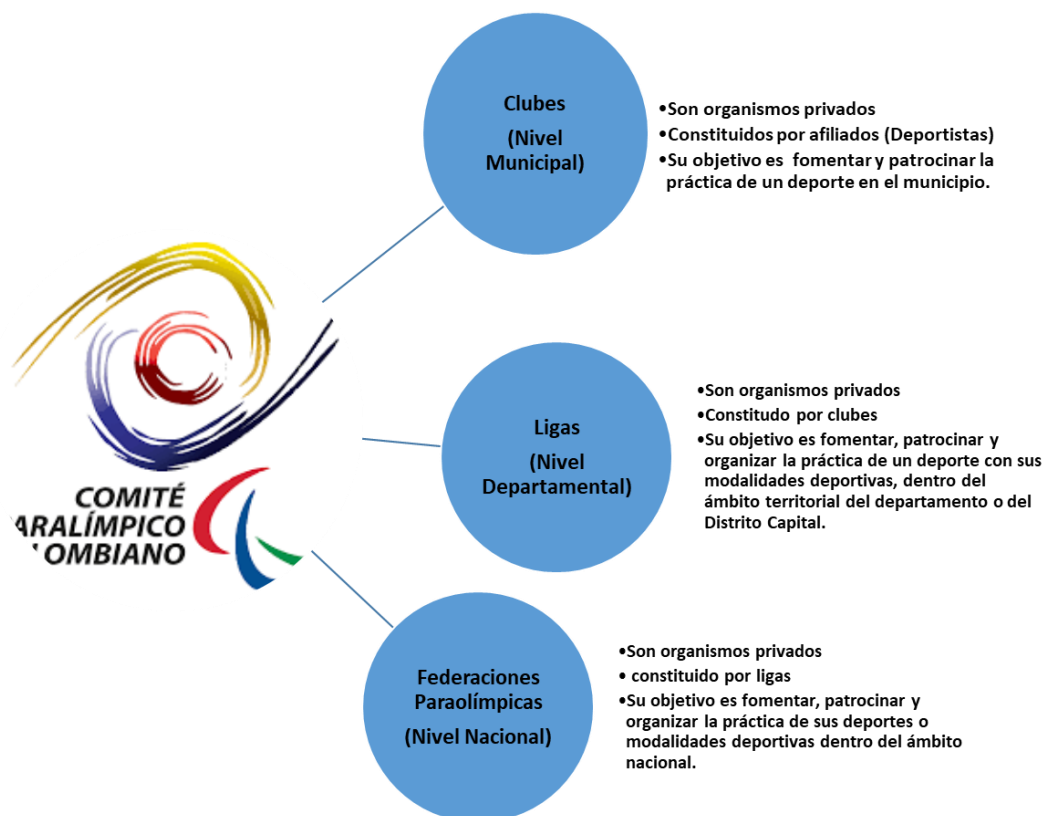 Clubes
(Nivel
Municipal)
•Son organismos privados
•Constituidos por afiliados (Deportistas)
•Su objetivo es fomentar y patrocinar la
práctica de un deporte en el municipio.
COMITÉ
ARALÍMPICO
LOMBIANO
Ligas
(Nivel
Departamental)
•Son organismos privados
•Constitudo por clubes
•Su objetivo es fomentar, patrocinar y
organizar la práctica de un deporte con sus
modalidades deportivas, dentro del
ámbito territorial del departamento o del
Distrito Capital.
Federaciones
Paraolímpicas
(Nivel Nacional)
•Son organismos privados
• constituido por ligas
•Su objetivo es fomentar, patrocinar y
organizar la práctica de sus deportes o
modalidades deportivas dentro del ámbito
nacional.